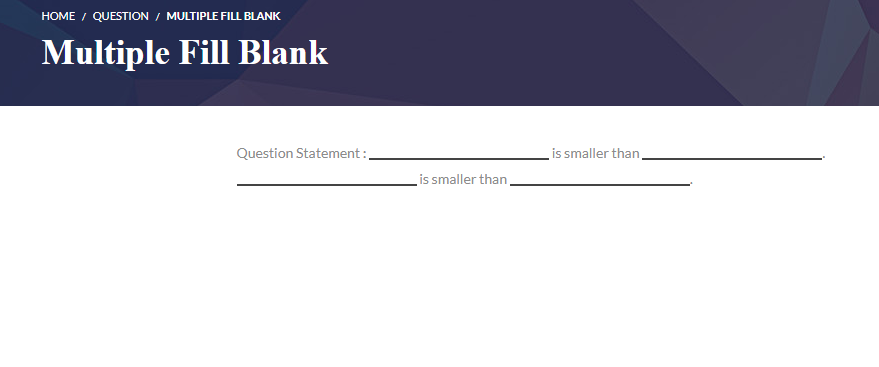 HOME / QUESTION / MULTIPLE FILL BLANK
Multiple Fill Blank
Question Statement : ____________________ is smaller than ____________________.
____________________ is smaller than ____________________.